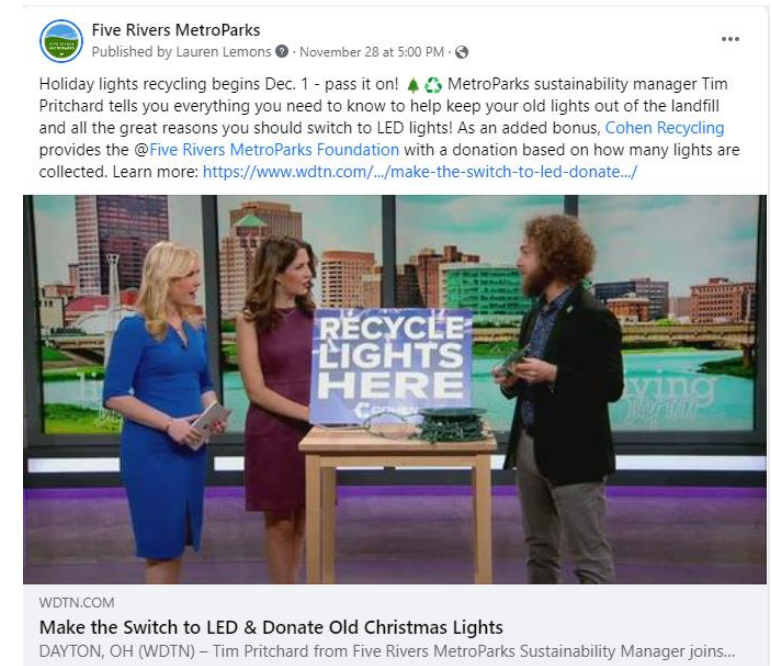 Five Rivers MetroParks
Published by Lauren Lemons · November 28 at 5:00 PM ·
Holiday lights recycling begins Dec. 1 - pass it on! 🌲♻️ MetroParks sustainability manager Tim
Pritchard tells you everything you need to know to help keep your old lights out of the landfill
and all the great reasons you should switch to LED lights! As an added bonus, Cohen Recycling
provides the @Five Rivers MetroParks Foundation with a donation based on how many lights are
collected. Learn more: https://www.wdtn.com/.../make-the-switch-to-led-donate.../
RECYCLE
LIGHTS
HERE
WDTN.COM
Make the Switch to LED & Donate Old Christmas Lights
DAYTON, OH (WDTN) – Tim Pritchard from Five Rivers MetroParks Sustainability Manager joins...